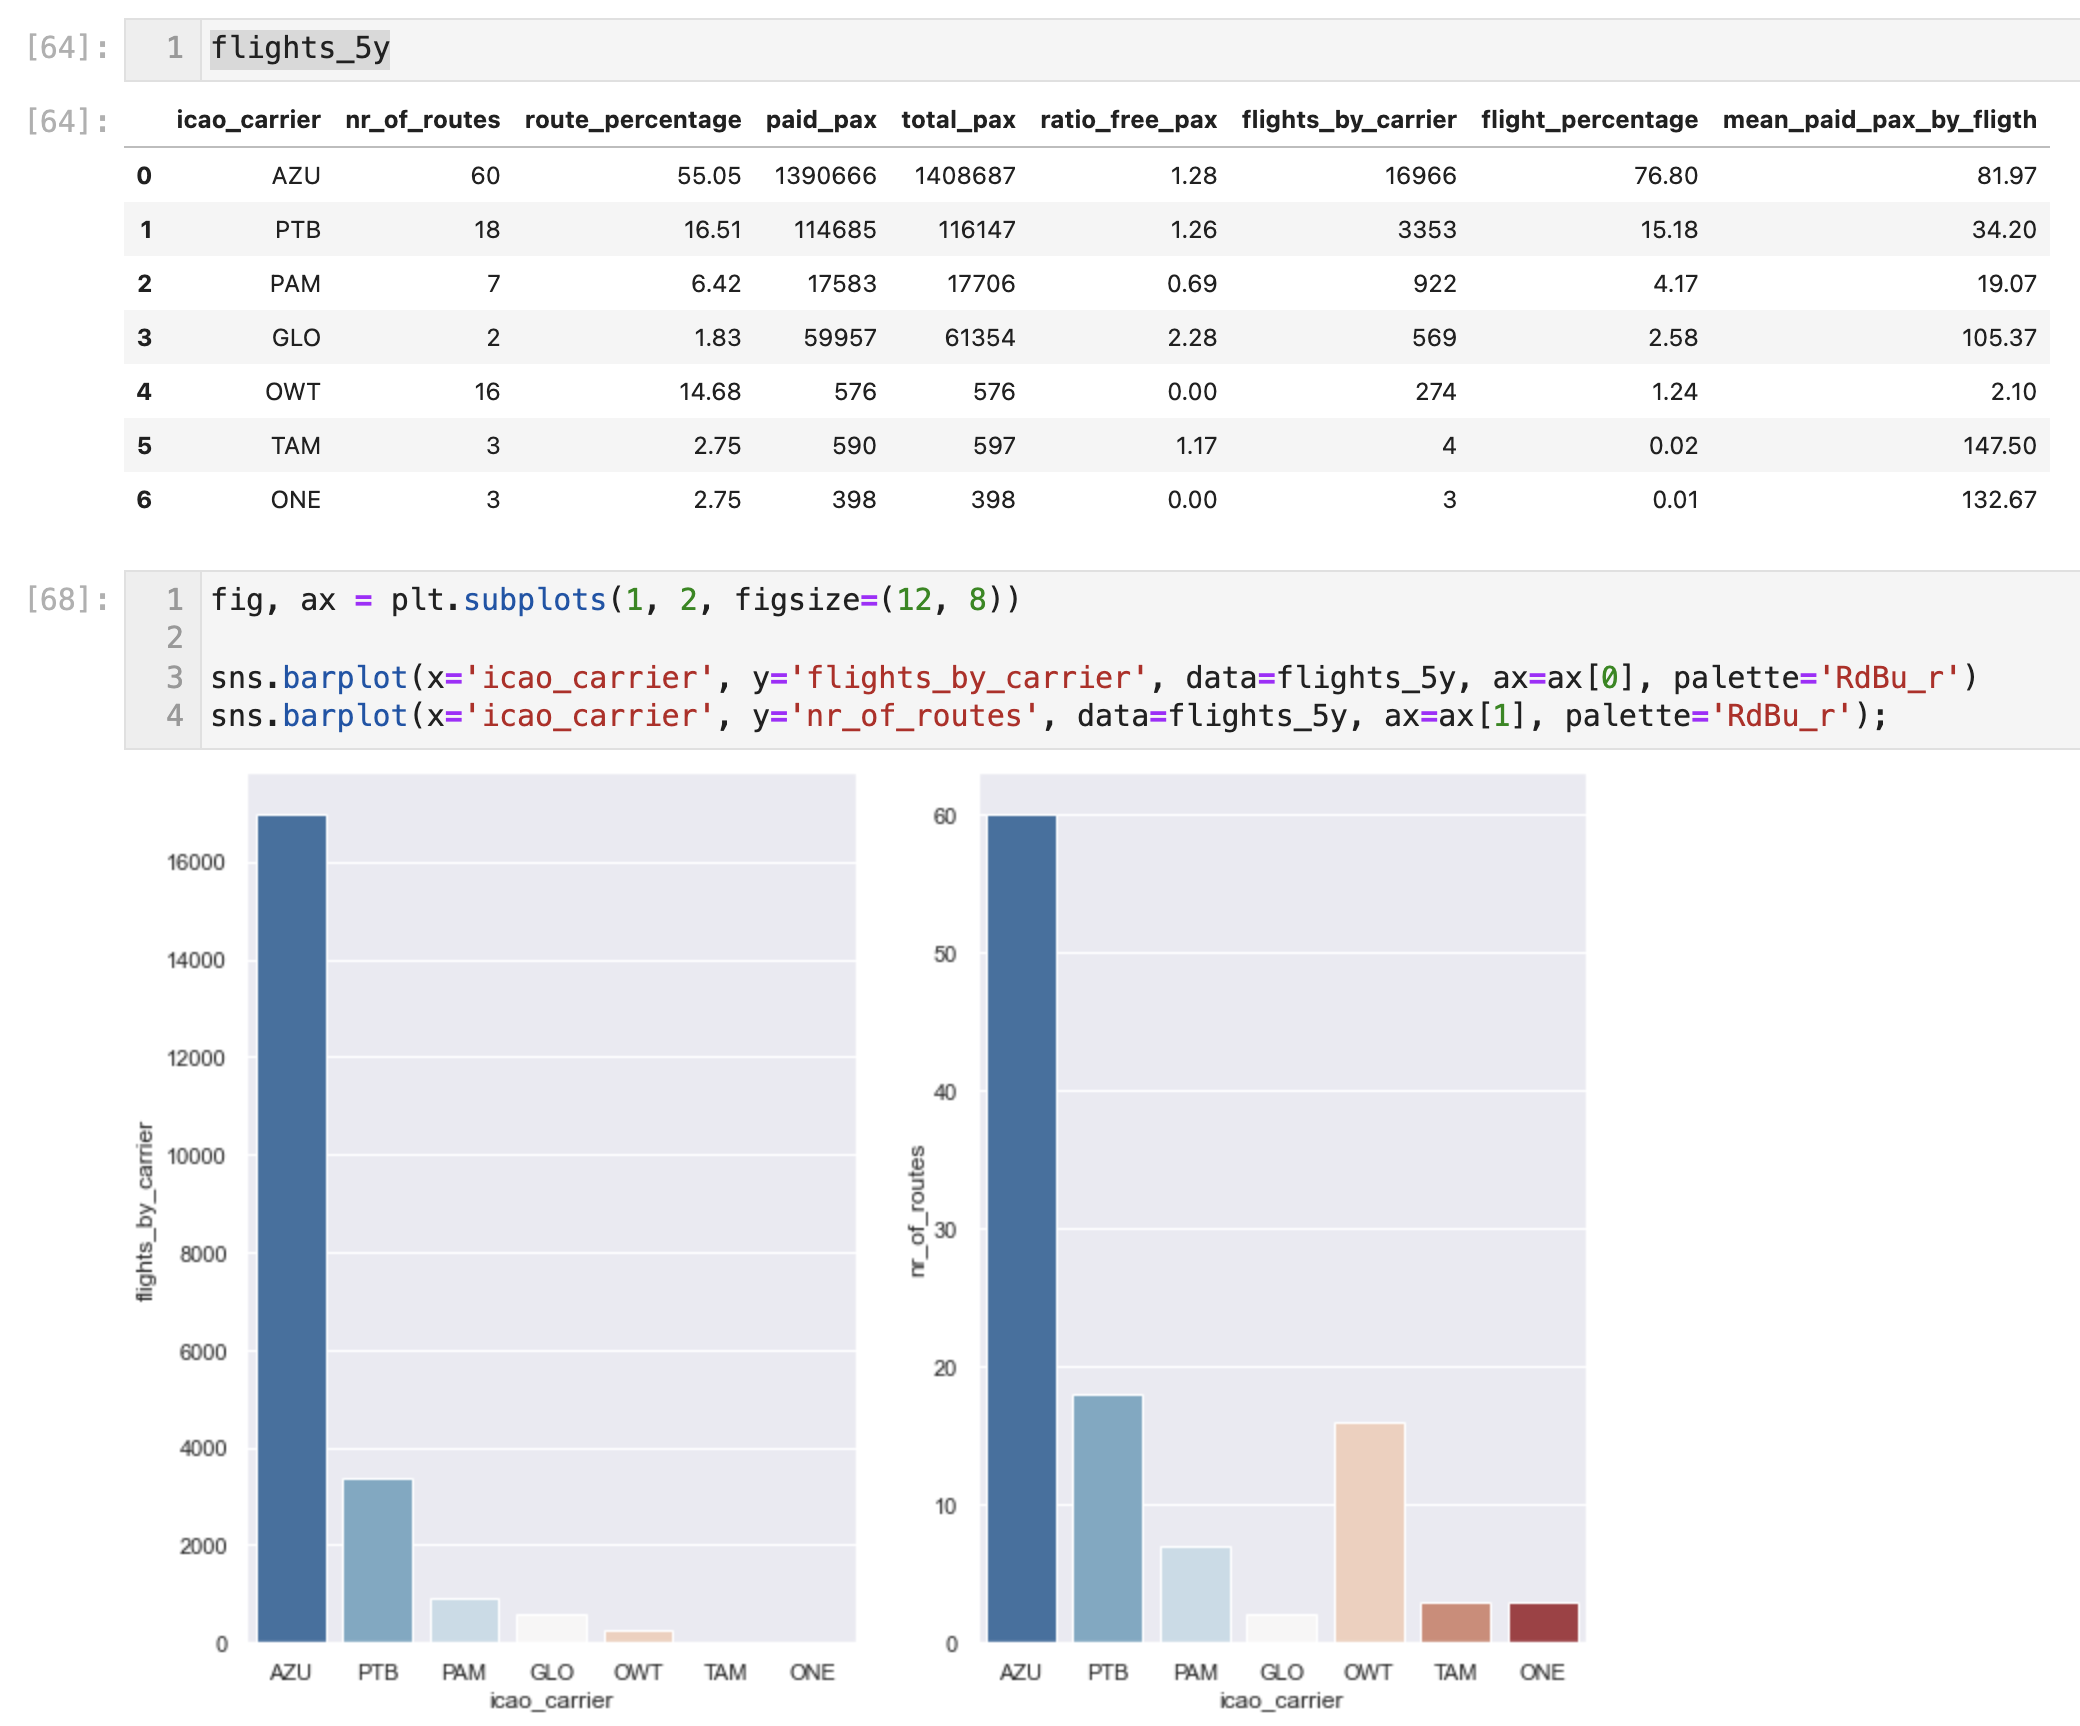 [64]: 1 flights_5y
[64]: icao_carrier nr_of_routes route_percentage paid_pax total_pax ratio_free_pax flights_by_carrier flight_percentage mean_paid_pax_by_fligth
0 AZU 60 55.05 1390666 1408687 1.28 16966 76.80 81.97
1 PTB 18 16.51 114685 116147 1.26 3353 15.18 34.20
2 PAM 7 6.42 17583 17706 0.69 922 4.17 19.07
3 GLO 2 1.83 59957 61354 2.28 569 2.58 105.37
4 OWT 16 14.68 576 576 0.00 274 1.24 2.10
5 TAM 3 2.75 590 597 1.17 4 0.02 147.50
6 ONE 3 2.75 398 398 0.00 3 0.01 132.67
[68]: 1 fig, ax = plt.subplots(1, 2, figsize=(12, 8))
2
3 sns.barplot(x='icao_carrier', y='flights_by_carrier', data=flights_5y, ax=ax[0], palette='RdBu_r')
4 sns.barplot(x='icao_carrier', y='nr_of_routes', data=flights_5y, ax=ax[1], palette='RdBu_r');
flights_by_carrier
16000
14000
12000
10000
8000
6000
4000
2000
0
AZU PTB PAM GLO OWT TAM ONE
icao_carrier
nr_of_routes
60
50
40
30
20
10
0
AZU PTB PAM GLO OWT TAM ONE
icao_carrier